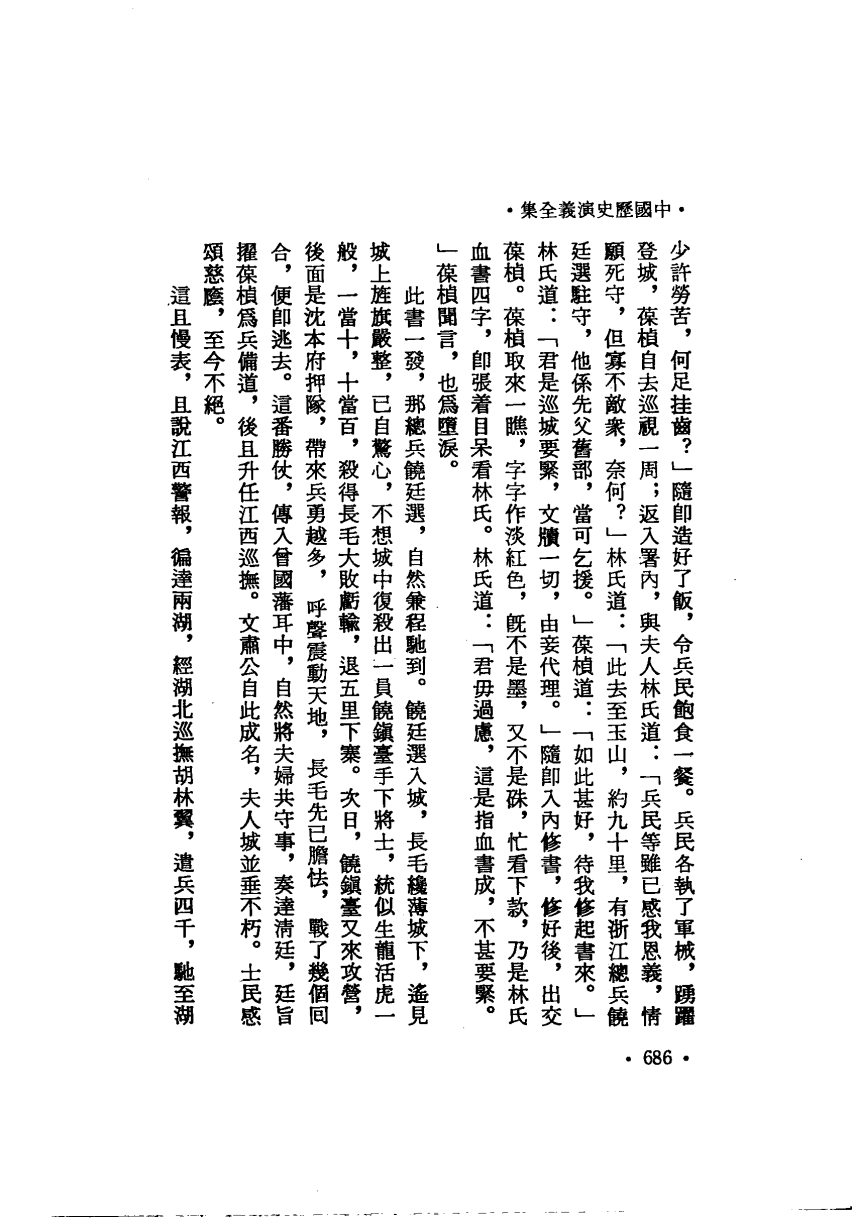 •中國歷史演義全集•
少許勞苦，何足挂齒？」隨即造好了飯，令兵民飽食一餐。兵民各執了軍械，踴躍
登城，葆楨自去巡視一周；返入署內，與夫人林氏道：「兵民等雖已感我恩義，情
願死守，但寡不敵衆，奈何？」林氏道：「此去至玉山，約九十里，有浙江總兵饒
廷選駐守，他係先父舊部，當可乞援。」葆楨道：「如此甚好，待我修起書來。」
林氏道：「君是巡城要緊，文牘一切，由妾代理。」隨即入內修書，修好後，出交
葆楨。葆楨取來一瞧，字字作淡紅色，旣不是墨，又不是硃，忙看下款，乃是林氏
血書四字，卽張着目呆看林氏。林氏道：「君毋過慮，這是指血書成，不甚要緊。
」葆楨聞言，也爲墮淚。
此書一發，那總兵饒廷選，自然兼程馳到。饒廷選入城，長毛纔薄城下，遙見
城上旌旗嚴整，已自驚心，不想城中復殺出一員饒鎭臺手下將士，統似生龍活虎一
般，一當十，十當百，殺得長毛大敗虧輸，退五里下寨。次日，饒鎭臺又來攻營，
後面是沈本府押隊，帶來兵勇越多，呼聲震動天地，長毛先已膽怯，戰了幾個回
合，便卽逃去。這番勝仗，傳入曾國藩耳中，自然將夫婦共守事，奏達淸廷，廷旨
擢葆楨爲兵備道，後且升任江西巡撫。文肅公自此成名，夫人城並垂不朽。士民感
頌慈廕，至今不絕。
這且慢表，且說江西警報，徧達兩湖，經湖北巡撫胡林翼，遣兵四千，馳至湖
•686•